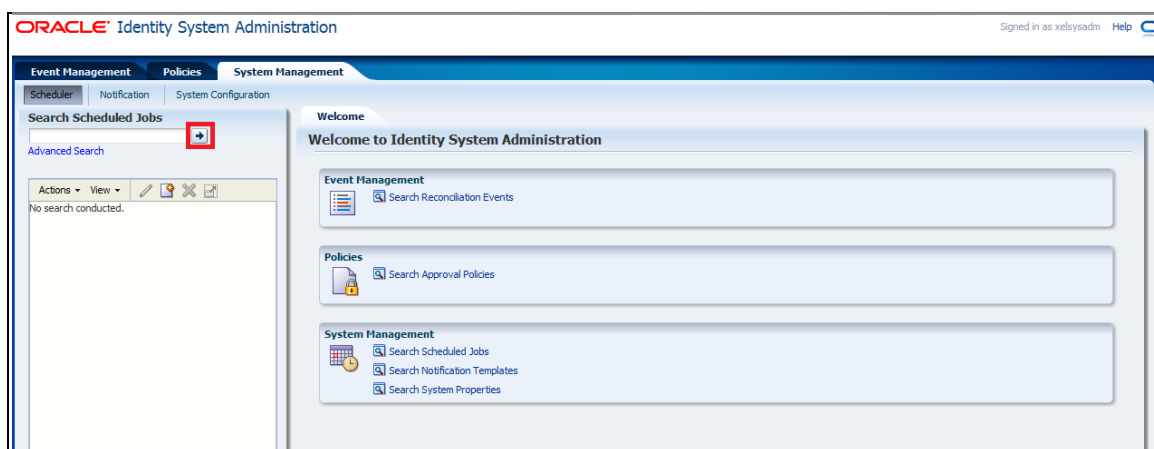 ORACLE Identity System Administration
Signed in as xelsysadm Help
Event Management Policies System Management
Scheduler Notification System Configuration
Search Scheduled Jobs
Advanced Search
Actions View
No search conducted.
Welcome
Welcome to Identity System Administration
Event Management
Search Reconciliation Events
Policies
Search Approval Policies
System Management
Search Scheduled Jobs
Search Notification Templates
Search System Properties